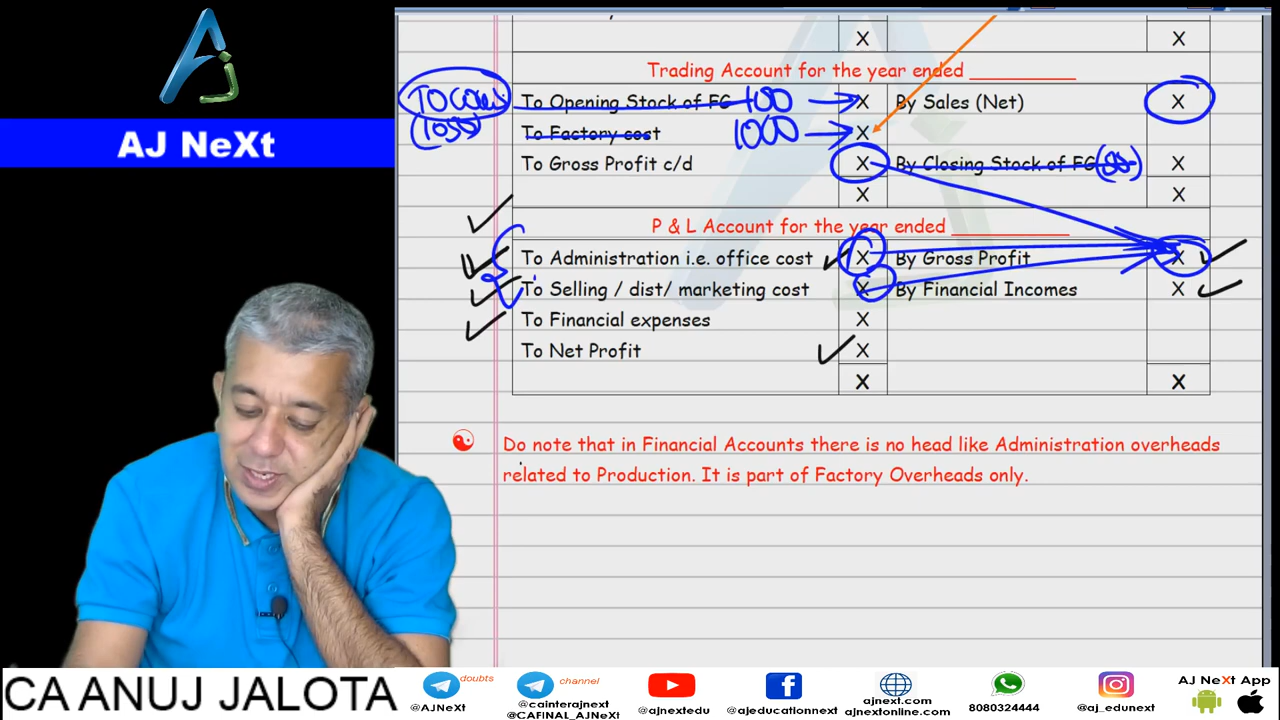 X X
Trading Account for the year ended ___________
To Opening Stock of FG 100 X By Sales (Net) X
To Factory cost 1000 X
To Gross Profit c/d X By Closing Stock of FG X
X X
P & L Account for the year ended ____________
To Administration i.e. office cost X By Gross Profit X
To Selling / dist/ marketing cost X By Financial Incomes X
To Financial expenses X
To Net Profit X
X X
Do note that in Financial Accounts there is no head like Administration overheads
related to Production. It is part of Factory Overheads only.
AJ NeXt
CA ANUJ JALOTA
doubts
@AJNeXt
channel
@cainterajnext
@CAFINAL_AJNeXt
@ajnextedu
@ajeducationnext
ajnext.com
ajnextonline.com
8080324444
@aj_edunext
AJ NeXt App